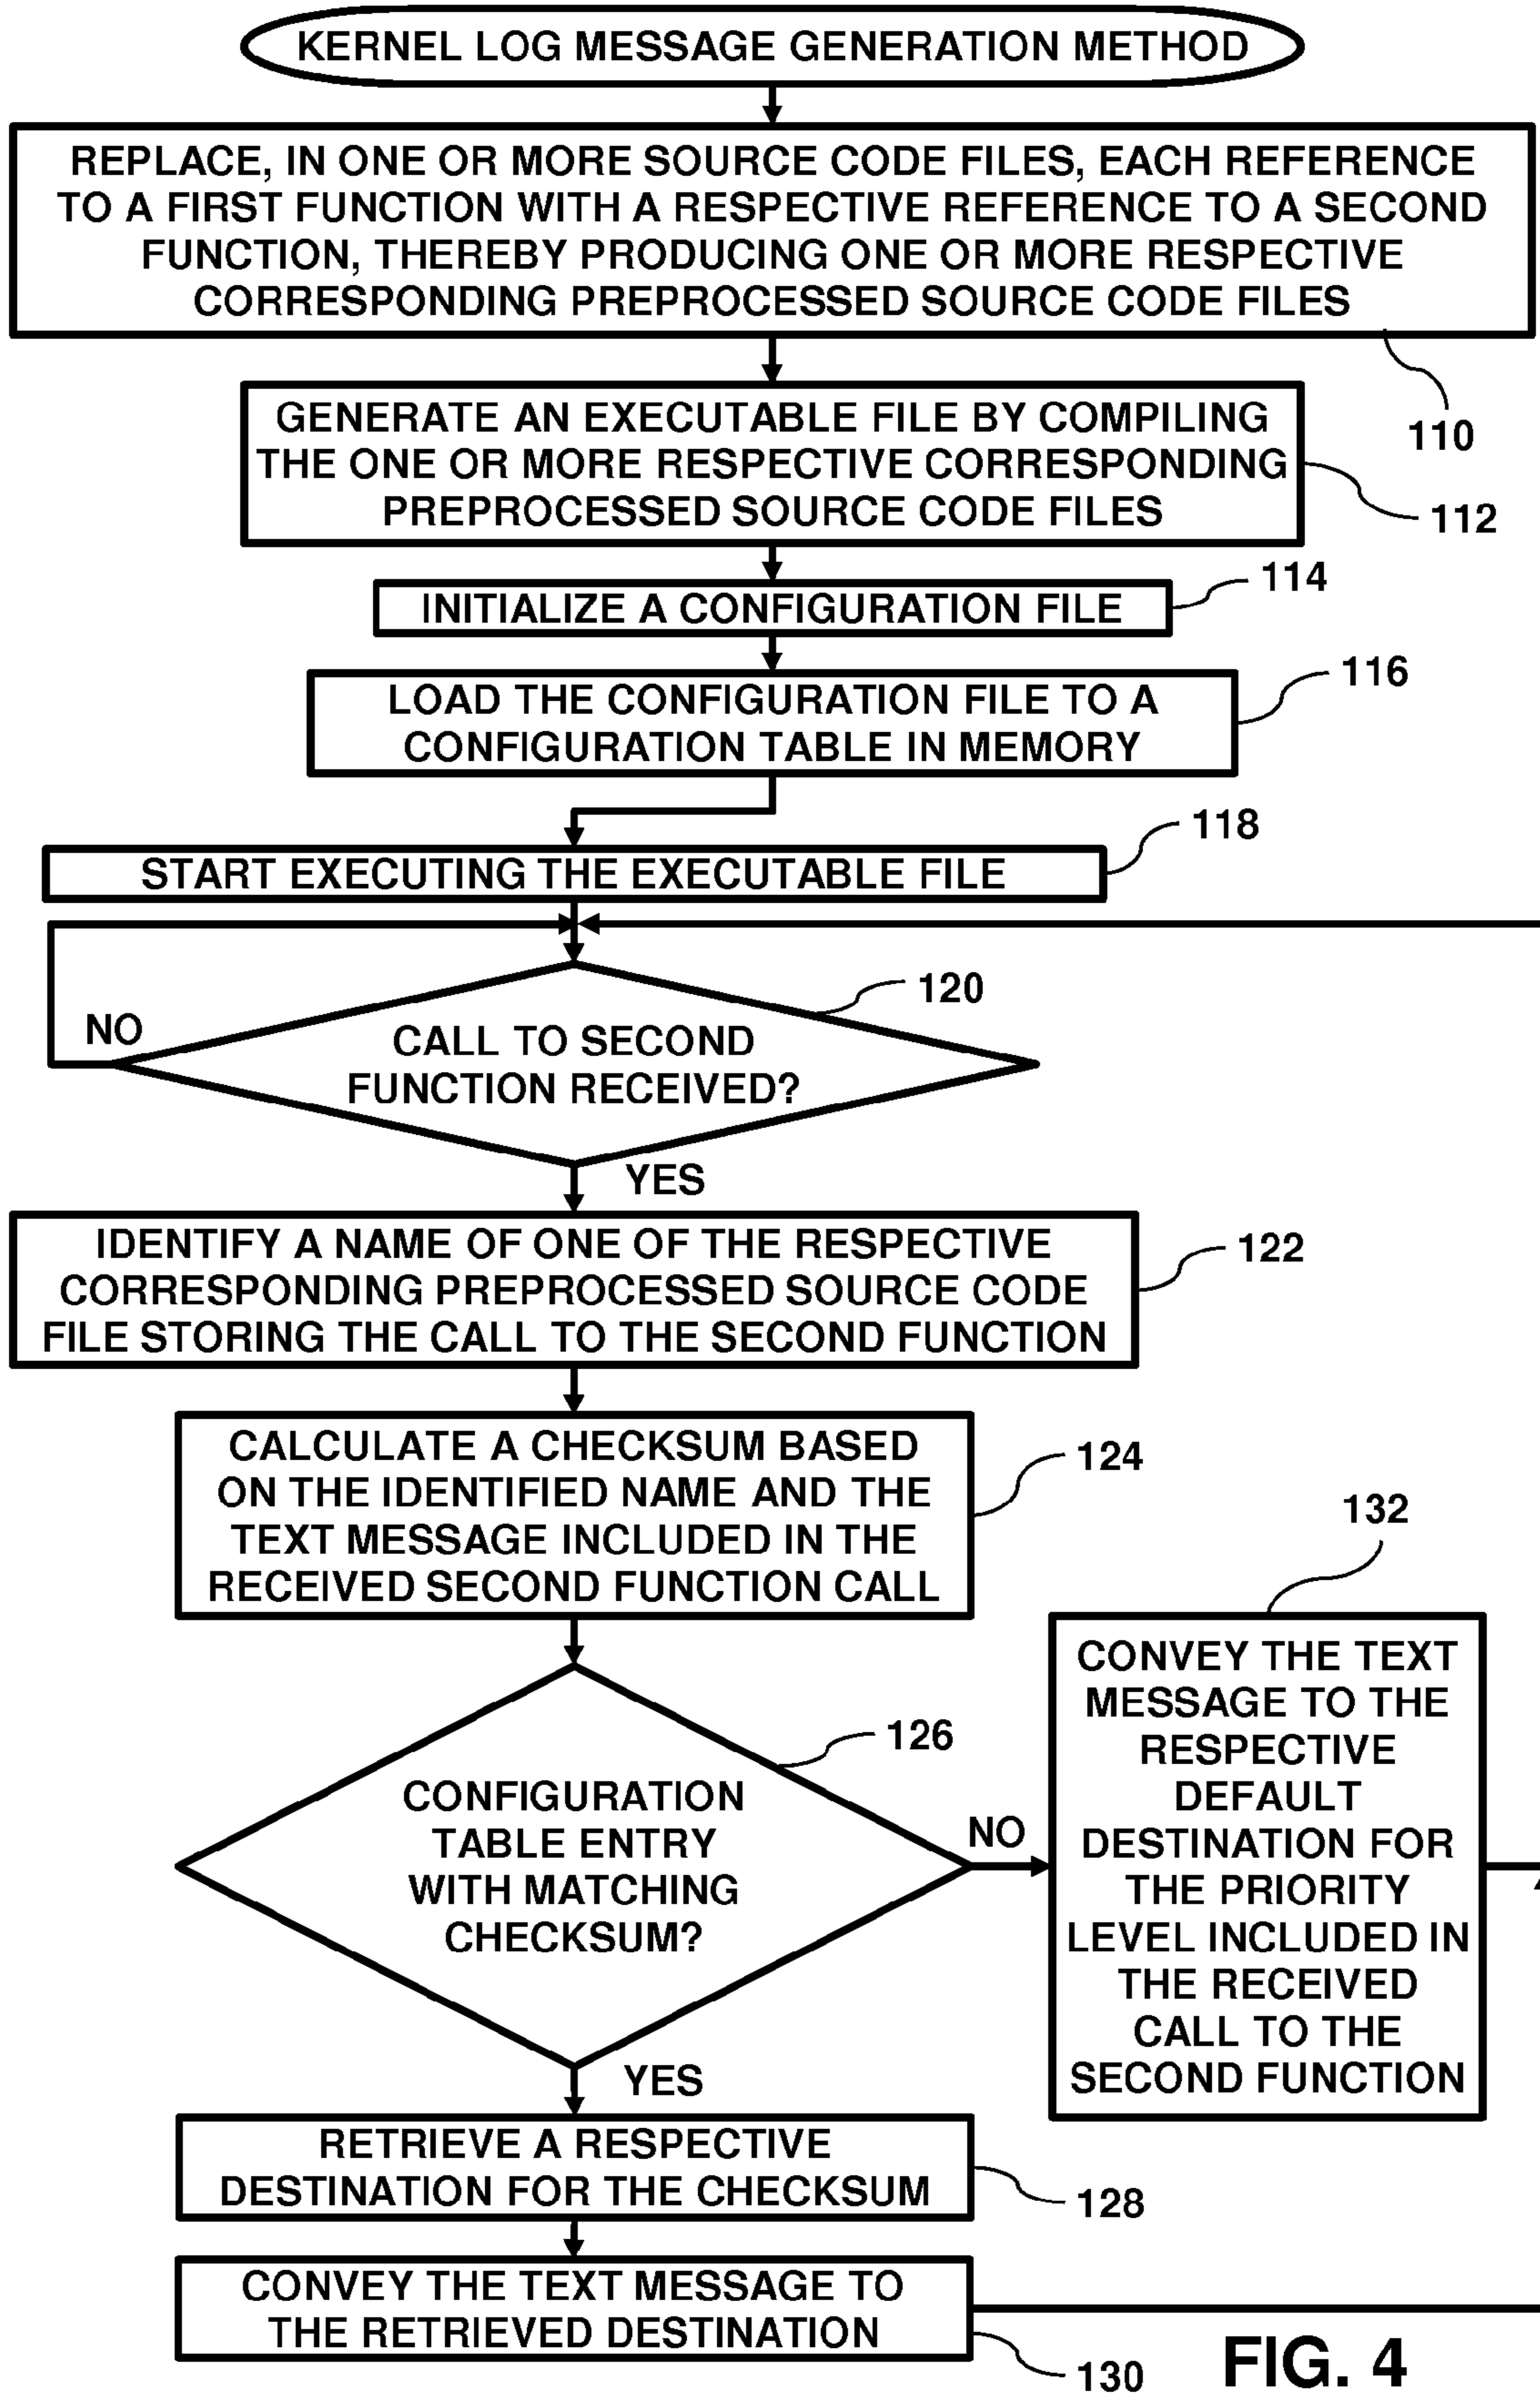 KERNEL LOG MESSAGE GENERATION METHOD
REPLACE, IN ONE OR MORE SOURCE CODE FILES, EACH REFERENCE
TO A FIRST FUNCTION WITH A RESPECTIVE REFERENCE TO A SECOND
FUNCTION, THEREBY PRODUCING ONE OR MORE RESPECTIVE
CORRESPONDING PREPROCESSED SOURCE CODE FILES
110
GENERATE AN EXECUTABLE FILE BY COMPILING
THE ONE OR MORE RESPECTIVE CORRESPONDING
PREPROCESSED SOURCE CODE FILES
112
INITIALIZE A CONFIGURATION FILE
114
LOAD THE CONFIGURATION FILE TO A
CONFIGURATION TABLE IN MEMORY
116
START EXECUTING THE EXECUTABLE FILE
118
CALL TO SECOND
FUNCTION RECEIVED?
120
NO
YES
IDENTIFY A NAME OF ONE OF THE RESPECTIVE
CORRESPONDING PREPROCESSED SOURCE CODE
FILE STORING THE CALL TO THE SECOND FUNCTION
122
CALCULATE A CHECKSUM BASED
ON THE IDENTIFIED NAME AND THE
TEXT MESSAGE INCLUDED IN THE
RECEIVED SECOND FUNCTION CALL
124
CONFIGURATION
TABLE ENTRY
WITH MATCHING
CHECKSUM?
126
NO
YES
132
CONVEY THE TEXT
MESSAGE TO THE
RESPECTIVE
DEFAULT
DESTINATION FOR
THE PRIORITY
LEVEL INCLUDED IN
THE RECEIVED
CALL TO THE
SECOND FUNCTION
RETRIEVE A RESPECTIVE
DESTINATION FOR THE CHECKSUM
128
CONVEY THE TEXT MESSAGE TO
THE RETRIEVED DESTINATION
130
FIG. 4